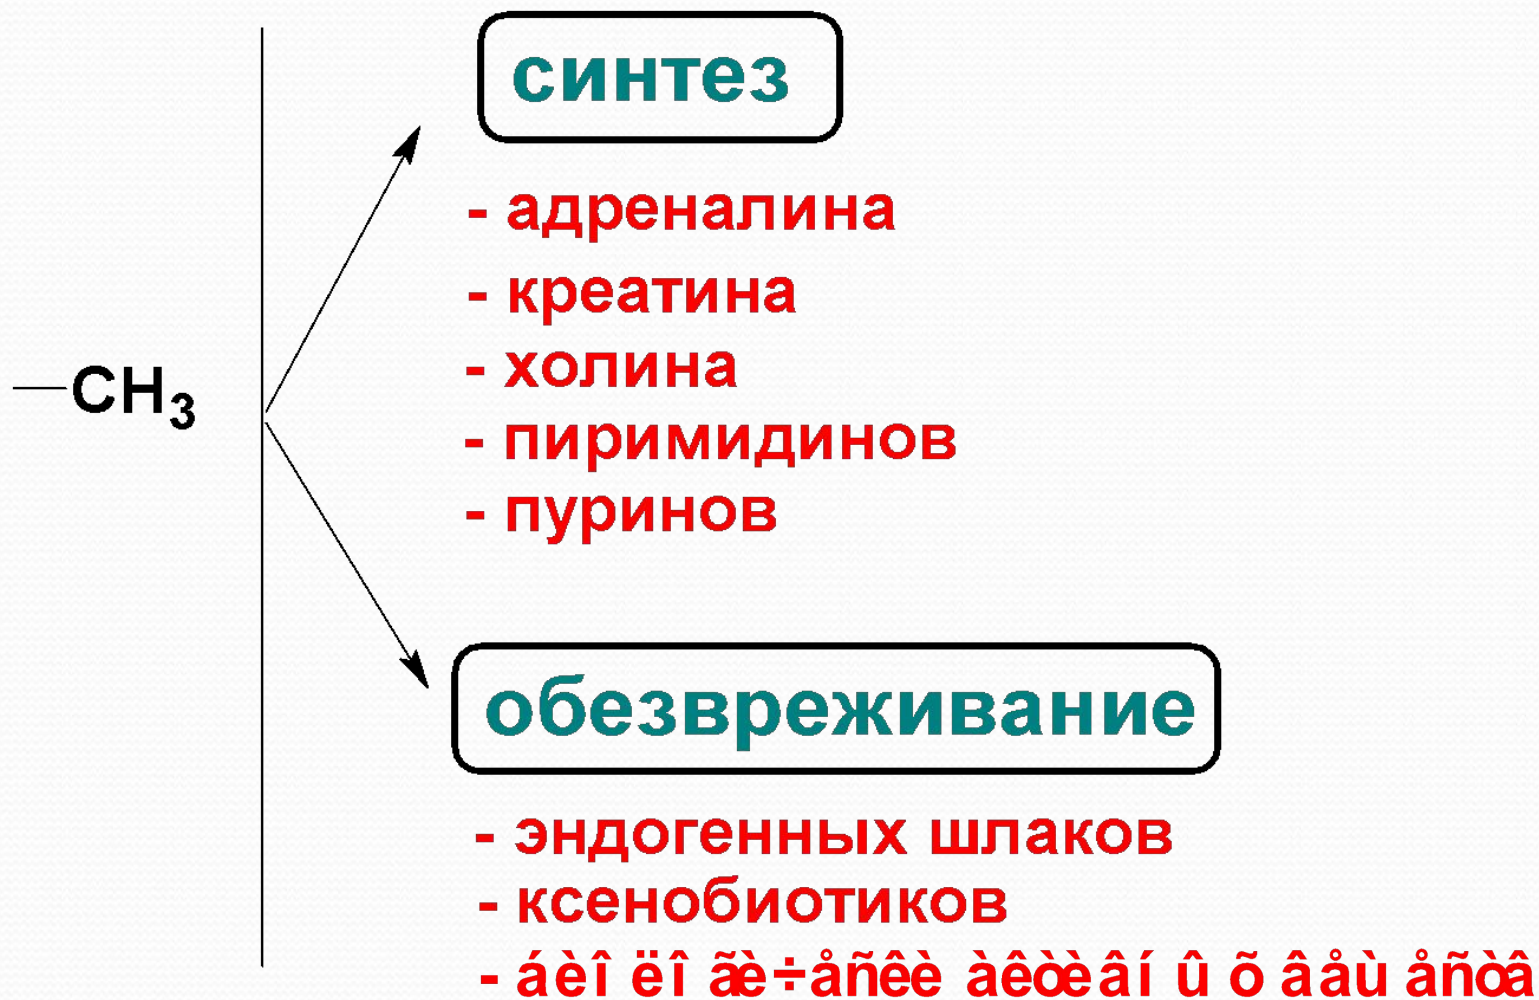 синтез
- адреналина
- креатина
- холина
- пиримидинов
- пуринов
—CH₃
обезвреживание
- эндогенных шлаков
- ксенобиотиков
- áèî ëî ãè÷åñêè àêòèâí û õ âåù åñòâ